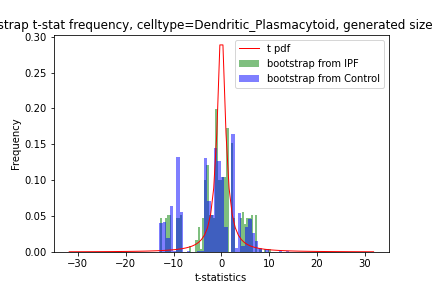 strap t-stat frequency, celltype=Dendritic_Plasmacytoid, generated size
0.30
0.25
0.20
0.15
0.10
0.05
0.00
Frequency
t pdf
bootstrap from IPF
bootstrap from Control
−30
−20
−10
0
10
20
30
t-statistics